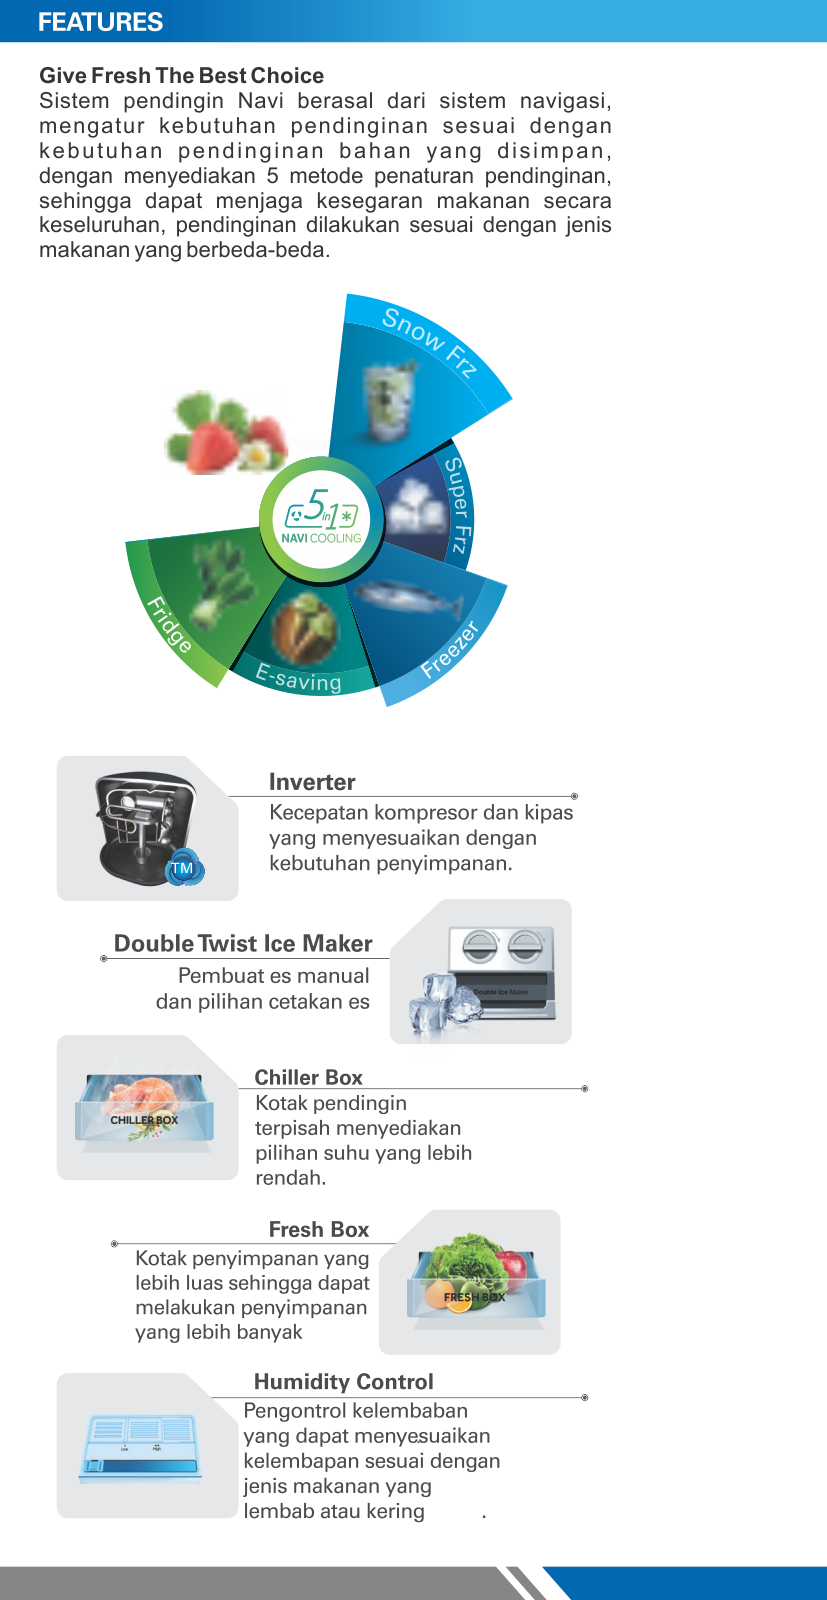 FEATURES
Give Fresh The Best Choice
Sistem pendingin Navi berasal dari sistem navigasi,
mengatur kebutuhan pendinginan sesuai dengan
kebutuhan pendinginan bahan yang disimpan,
dengan menyediakan 5 metode penaturan pendinginan,
sehingga dapat menjaga kesegaran makanan secara
keseluruhan, pendinginan dilakukan sesuai dengan jenis
makanan yang berbeda-beda.
Snow Frz
Super Frz
5in1
NAVI COOLING
Freezer
Fridge
E-saving
Inverter
Kecepatan kompresor dan kipas
yang menyesuaikan dengan
kebutuhan penyimpanan.
TM
Double Twist Ice Maker
Pembuat es manual
dan pilihan cetakan es
Double Ice Maker
Chiller Box
Kotak pendingin
terpisah menyediakan
pilihan suhu yang lebih
rendah.
CHILLER BOX
Fresh Box
Kotak penyimpanan yang
lebih luas sehingga dapat
melakukan penyimpanan
yang lebih banyak
FRESH BOX
Humidity Control
Pengontrol kelembaban
yang dapat menyesuaikan
kelembapan sesuai dengan
jenis makanan yang
lembab atau kering .
Low High